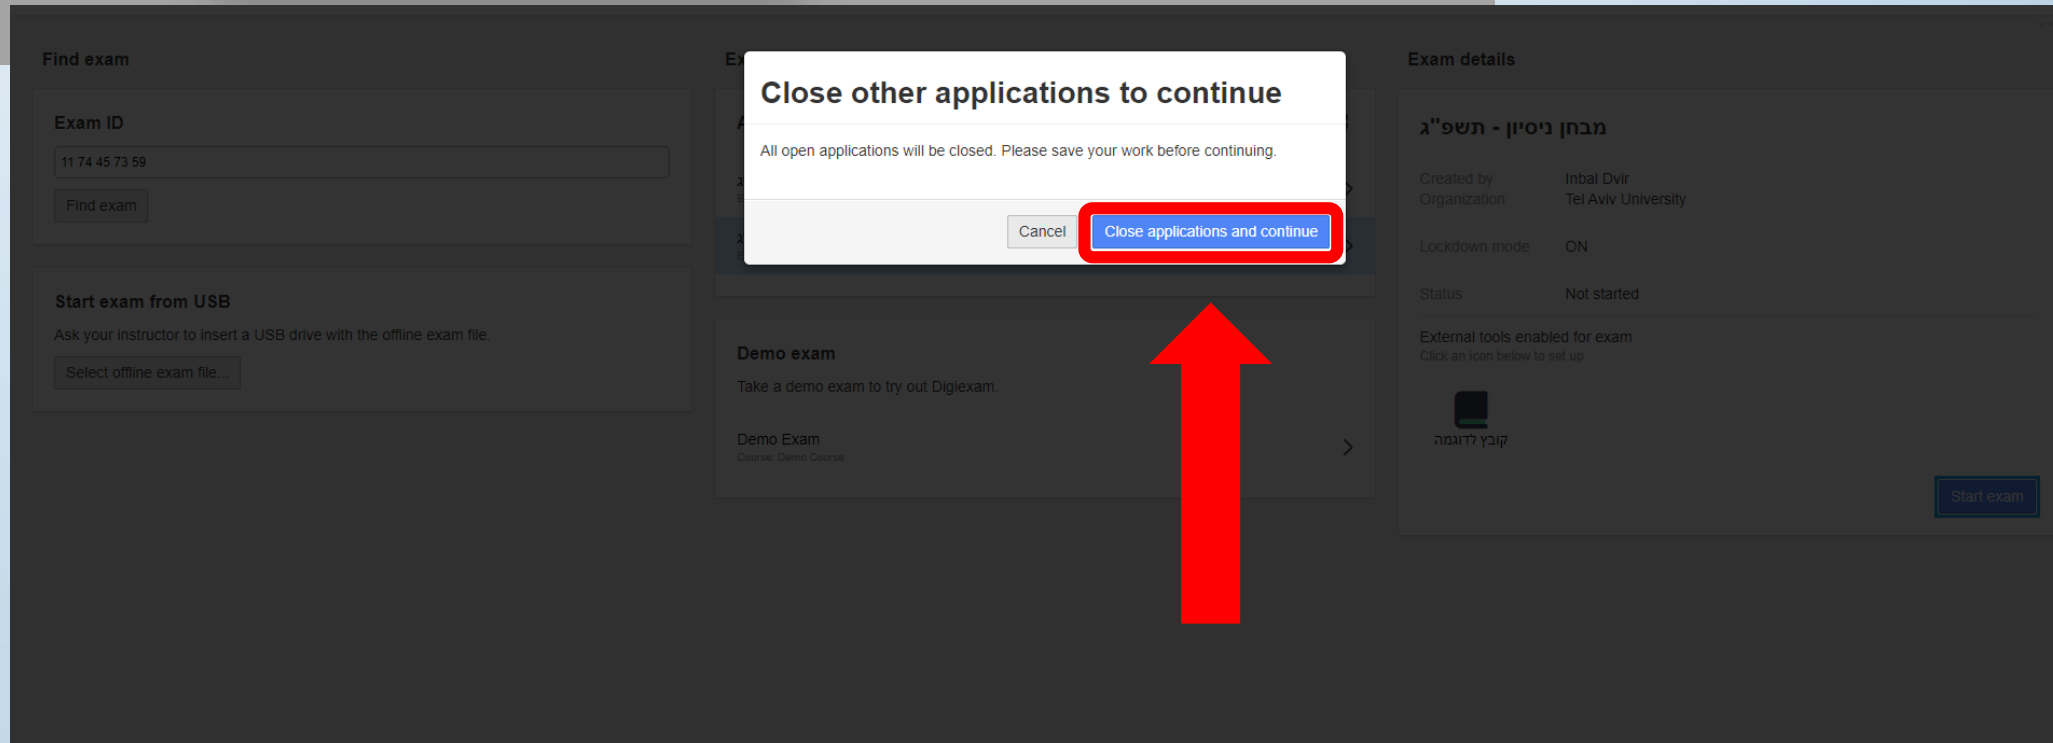 Find exam
Exam ID
11 74 45 73 59
Find exam
Start exam from USB
Ask your instructor to insert a USB drive with the offline exam file.
Select offline exam file...
Close other applications to continue
All open applications will be closed. Please save your work before continuing.
Cancel
Close applications and continue
Demo exam
Take a demo exam to try out Digiexam.
Demo Exam
Course: Demo Course
Exam details
מבחן ניסיון - תשפ"ג
Created by Inbal Dvir
Organization Tel Aviv University
Lockdown mode ON
Status Not started
External tools enabled for exam
Click an icon below to set up
קובץ לדוגמה
Start exam